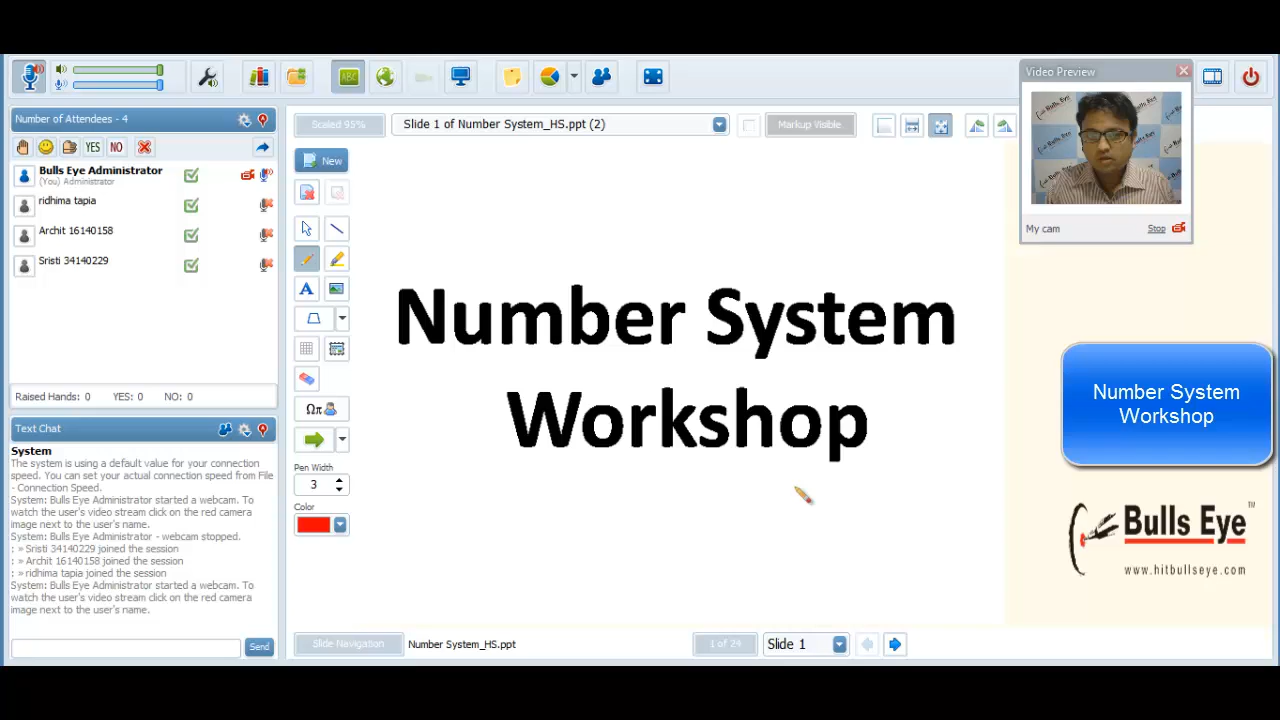 Number of Attendees - 4
YES
NO
Bulls Eye Administrator
(You) Administrator
ridhima tapia
Archit 16140158
Sristi 34140229
Raised Hands: 0 YES: 0 NO: 0
Text Chat
System
The system is using a default value for your connection
speed. You can set your actual connection speed from File
- Connection Speed.
System: Bulls Eye Administrator started a webcam. To
watch the user's video stream click on the red camera
image next to the user's name.
System: Bulls Eye Administrator - webcam stopped.
: » Sristi 34140229 joined the session
: » Archit 16140158 joined the session
: » ridhima tapia joined the session
System: Bulls Eye Administrator started a webcam. To
watch the user's video stream click on the red camera
image next to the user's name.
Send
ABC
Scaled 95%
Slide 1 of Number System_HS.ppt (2)
Markup Visible
New
A
Ωπ
Pen Width
3
Color
Number System
Workshop
Slide Navigation
Number System_HS.ppt
1 of 24
Slide 1
Video Preview
My cam
Stop
Number System
Workshop
Bulls Eye™
www.hitbullseye.com